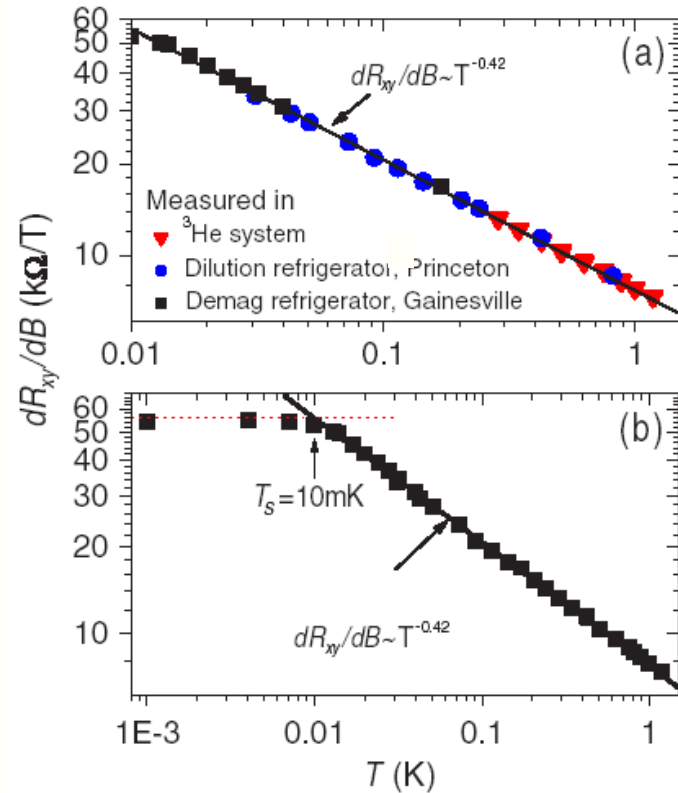 (a)
60
50
40
30
20
10
dR_xy/dB~T^-0.42
Measured in
³He system
Dilution refrigerator, Princeton
Demag refrigerator, Gainesville
0.01
0.1
1
dR_xy/dB (kΩ/T)
(b)
60
50
40
30
20
10
T_s=10mK
dR_xy/dB~T^-0.42
1E-3
0.01
0.1
1
T (K)